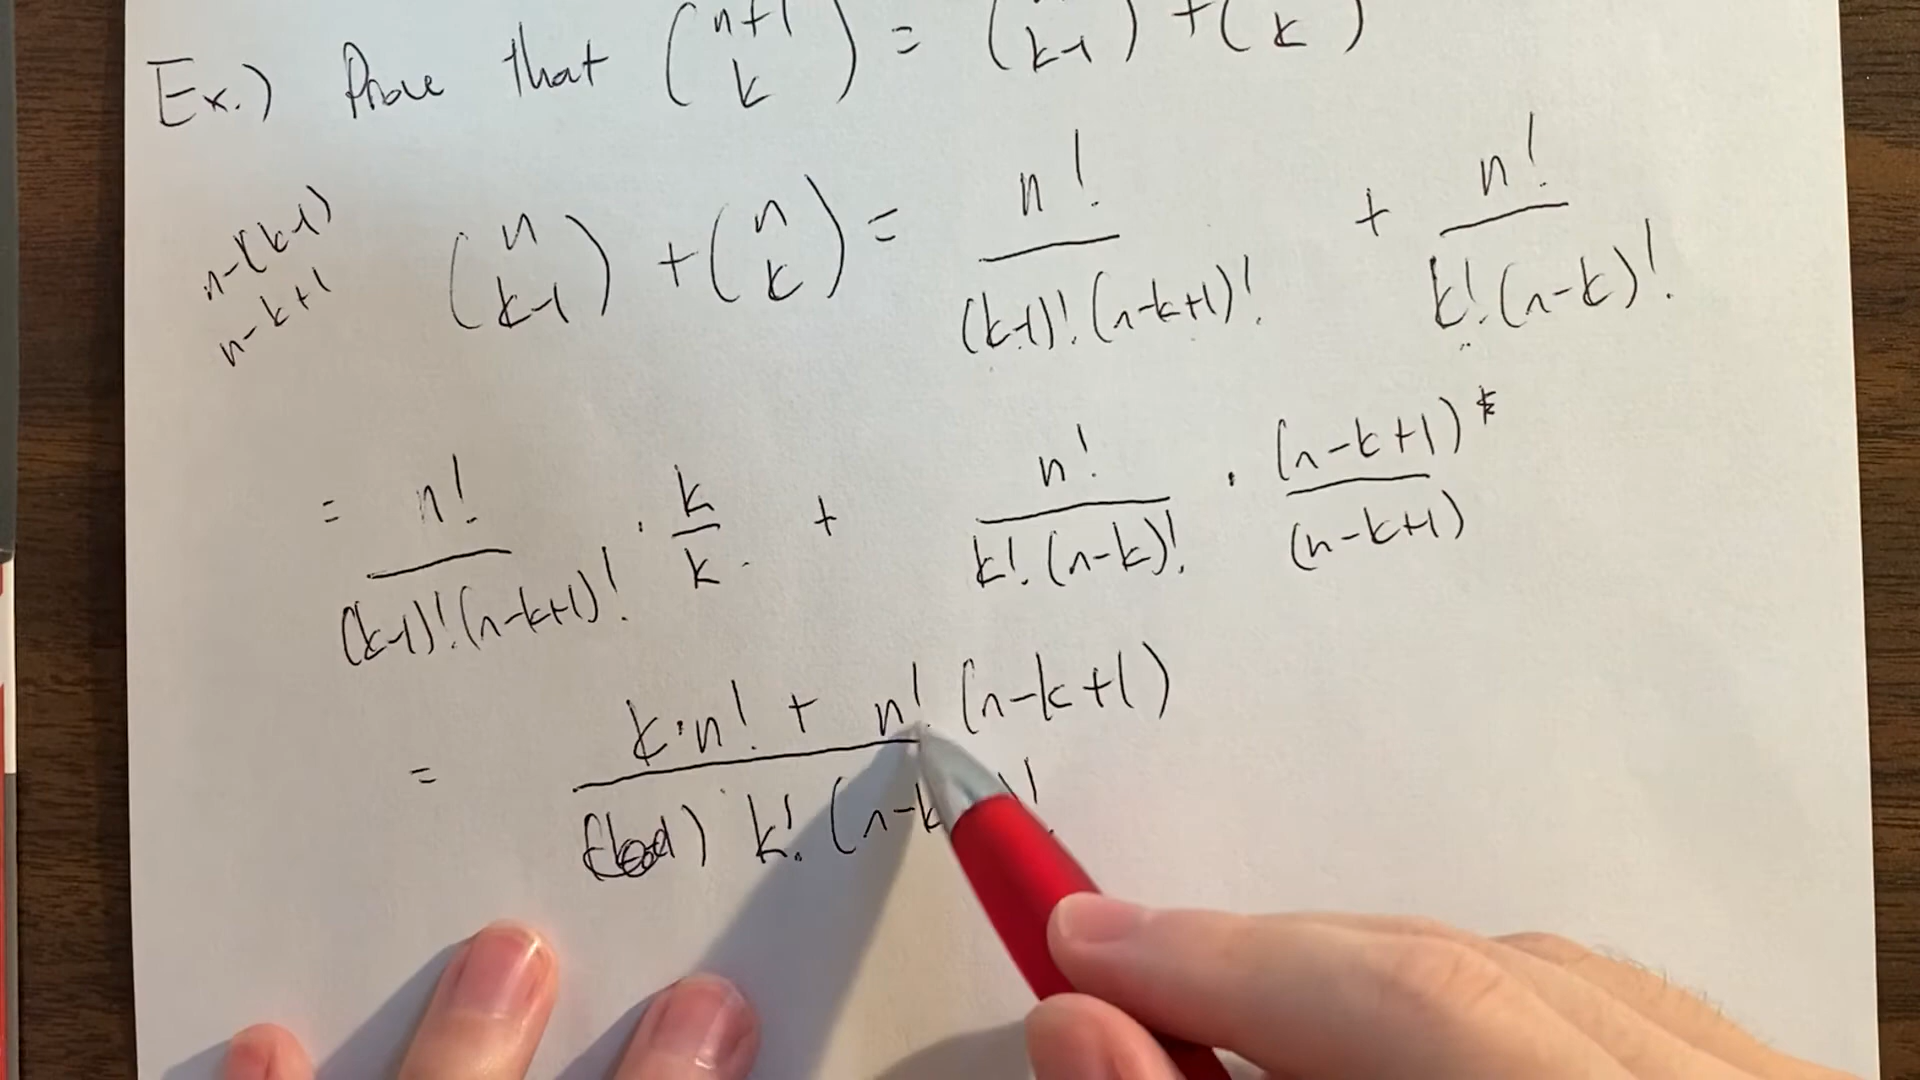 Ex.) Prove that (n+1 k) = ( k-1) + ( k)
n-(k-1)
n-k+1
(n k-1) + (n k) = n! / (k-1)!(n-k+1)! + n! / k!(n-k)!
= n! / (k-1)!(n-k+1)! · k/k + n! / k!(n-k)! · (n-k+1) / (n-k+1)
= k·n! + n!(n-k+1) / k!(n-k )!